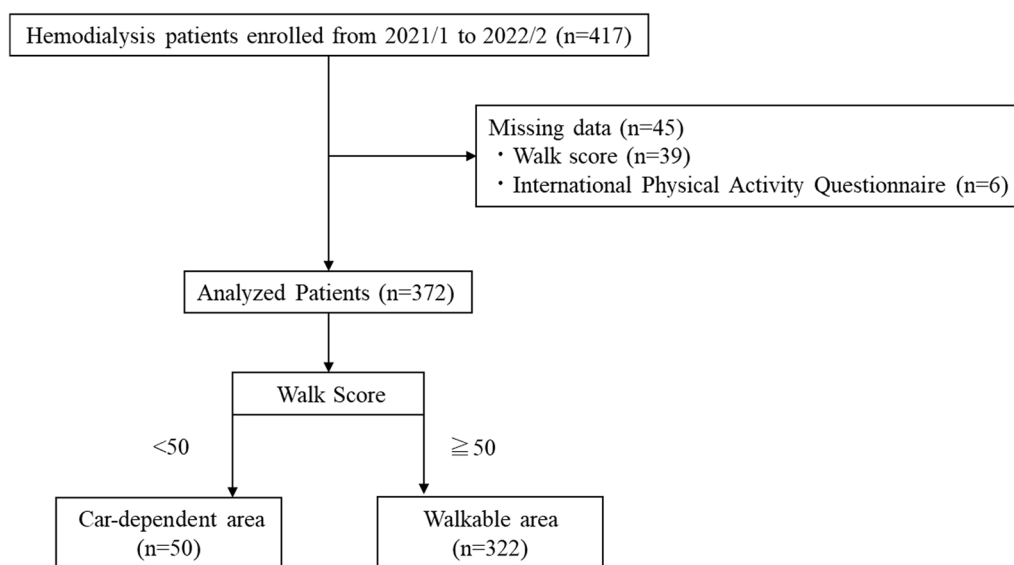 Hemodialysis patients enrolled from 2021/1 to 2022/2 (n=417)
Missing data (n=45)
・Walk score (n=39)
・International Physical Activity Questionnaire (n=6)
Analyzed Patients (n=372)
Walk Score
<50
≧50
Car-dependent area
(n=50)
Walkable area
(n=322)